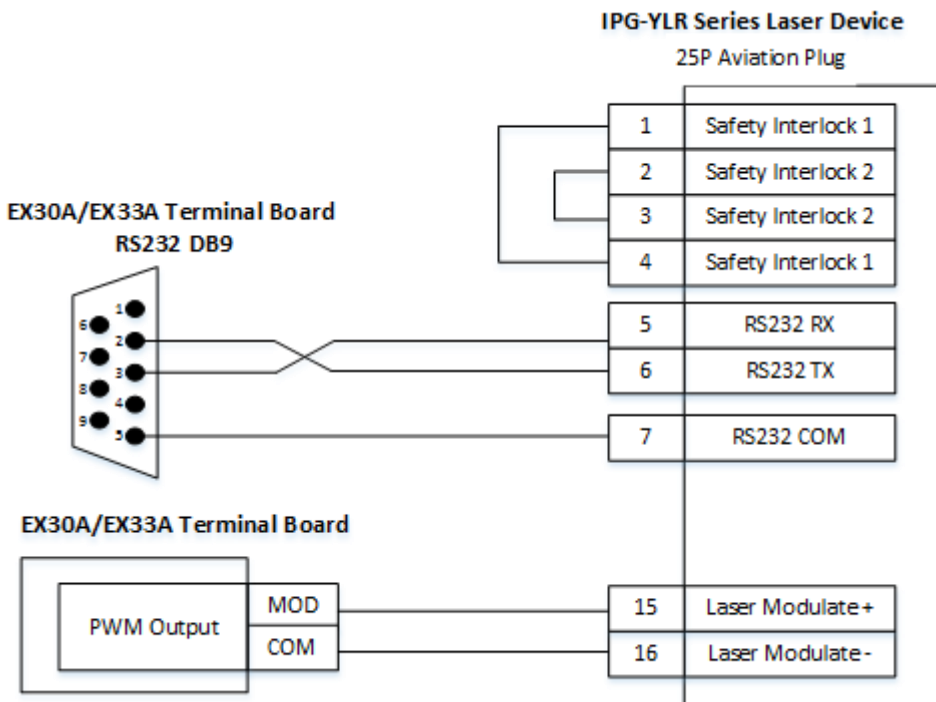 IPG-YLR Series Laser Device
25P Aviation Plug
1 Safety Interlock 1
2 Safety Interlock 2
3 Safety Interlock 2
4 Safety Interlock 1
EX30A/EX33A Terminal Board
RS232 DB9
1
6
2
7
3
8
4
9
5
5 RS232 RX
6 RS232 TX
7 RS232 COM
EX30A/EX33A Terminal Board
PWM Output
MOD
COM
15 Laser Modulate+
16 Laser Modulate-